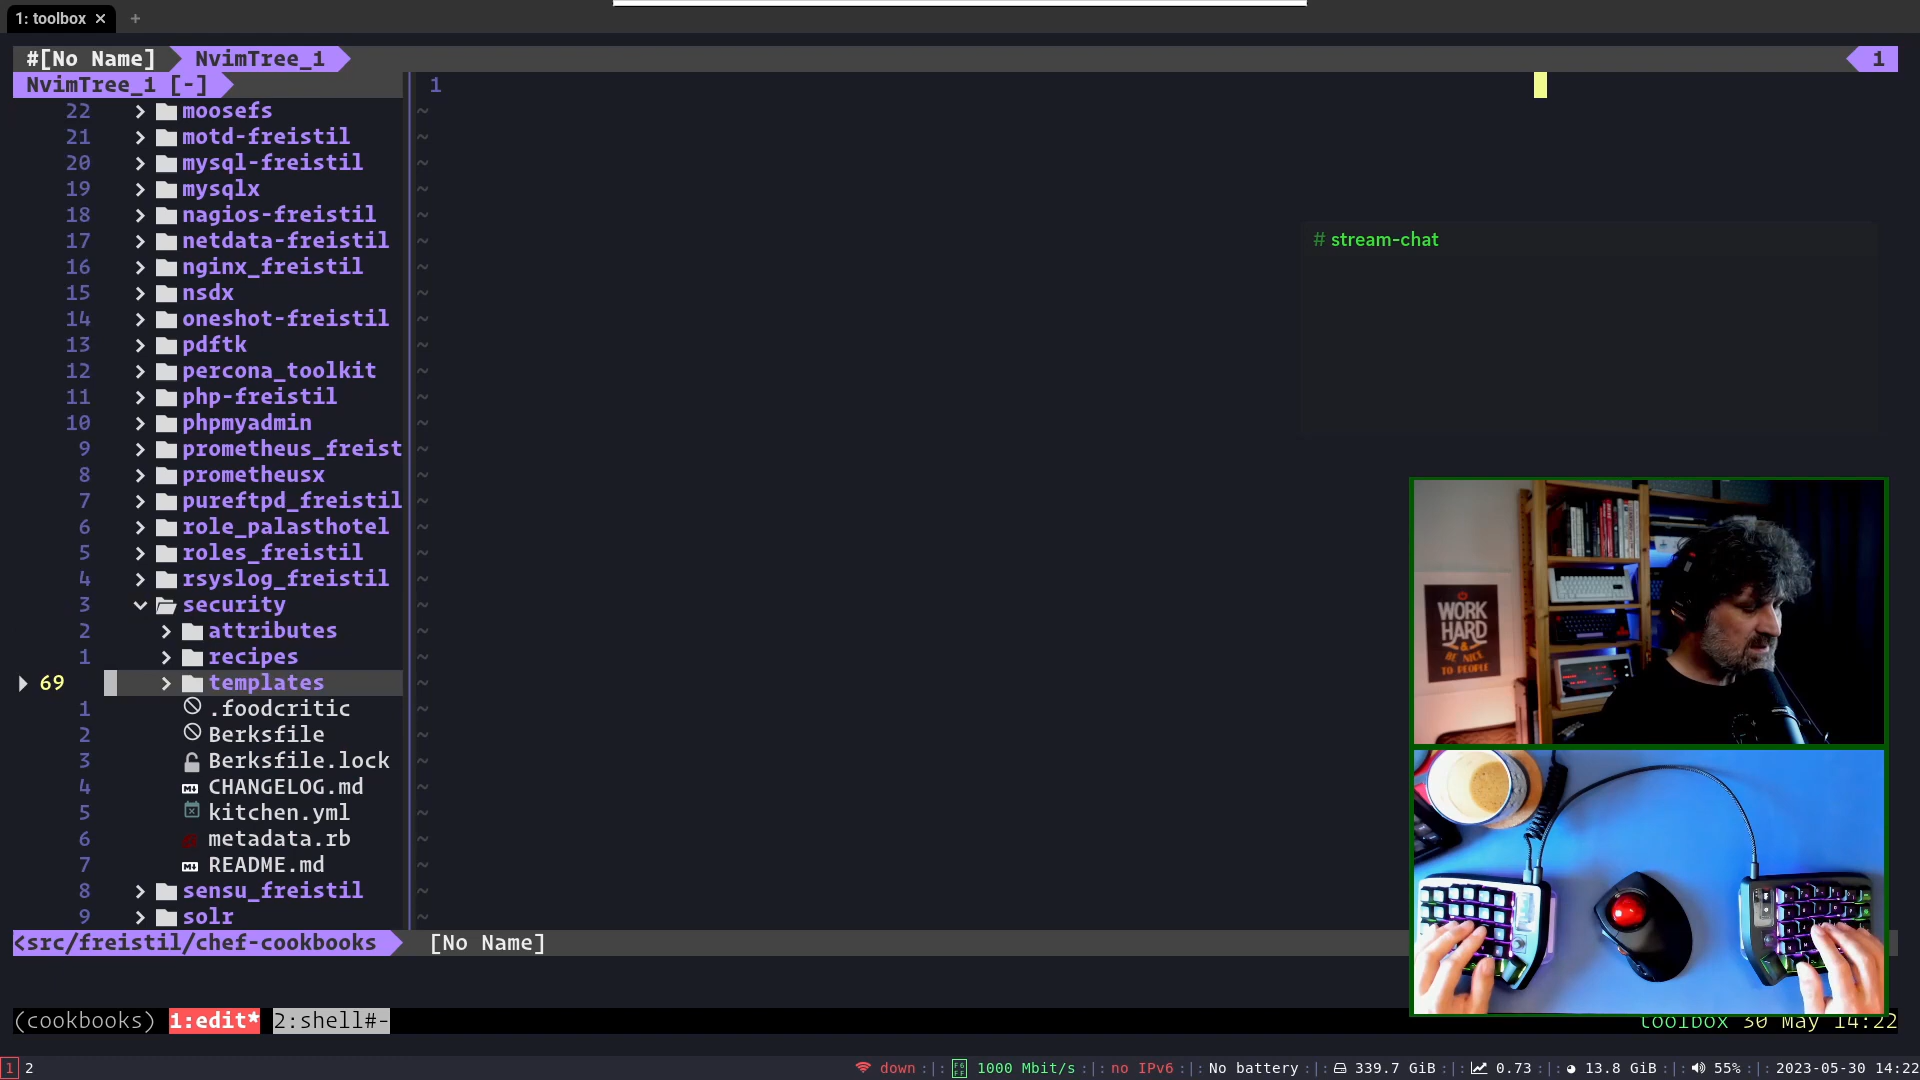 1: toolbox × +
#[No Name] NvimTree_1 1
NvimTree_1 [-] 1
22 moosefs
21 motd-freistil
20 mysql-freistil
19 mysqlx
18 nagios-freistil
17 netdata-freistil
16 nginx_freistil
15 nsdx
14 oneshot-freistil
13 pdftk
12 percona_toolkit
11 php-freistil
10 phpmyadmin
9 prometheus_freist
8 prometheusx
7 pureftpd_freistil
6 role_palasthotel
5 roles_freistil
4 rsyslog_freistil
3 security
2 attributes
1 recipes
69 templates
1 .foodcritic
2 Berksfile
3 Berksfile.lock
4 CHANGELOG.md
5 kitchen.yml
6 metadata.rb
7 README.md
8 sensu_freistil
9 solr
<src/freistil/chef-cookbooks [No Name]
# stream-chat
WORK
HARD
&
BE NICE
TO PEOPLE
(cookbooks) 1:edit* 2:shell#-
toolbox 30 May 14:22
1 2 down :|: 1000 Mbit/s :|: no IPv6 :|: No battery :|: 339.7 GiB :|: 0.73 :|: 13.8 GiB :|: 55% :|: 2023-05-30 14:22